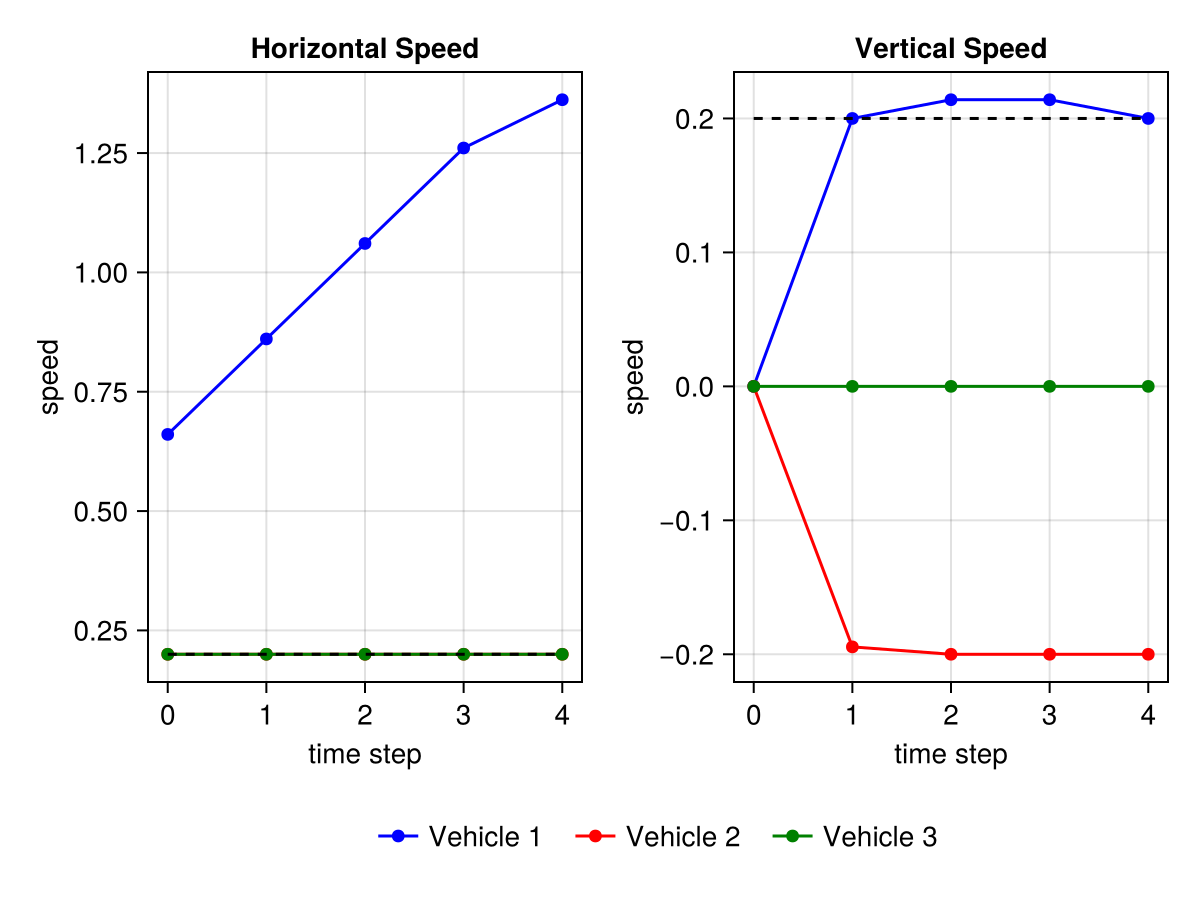 Horizontal Speed
1.25
1.00
0.75
0.50
0.25
speed
0 1 2 3 4
time step
Vertical Speed
0.2
0.1
0.0
−0.1
−0.2
speed
0 1 2 3 4
time step
Vehicle 1 Vehicle 2 Vehicle 3